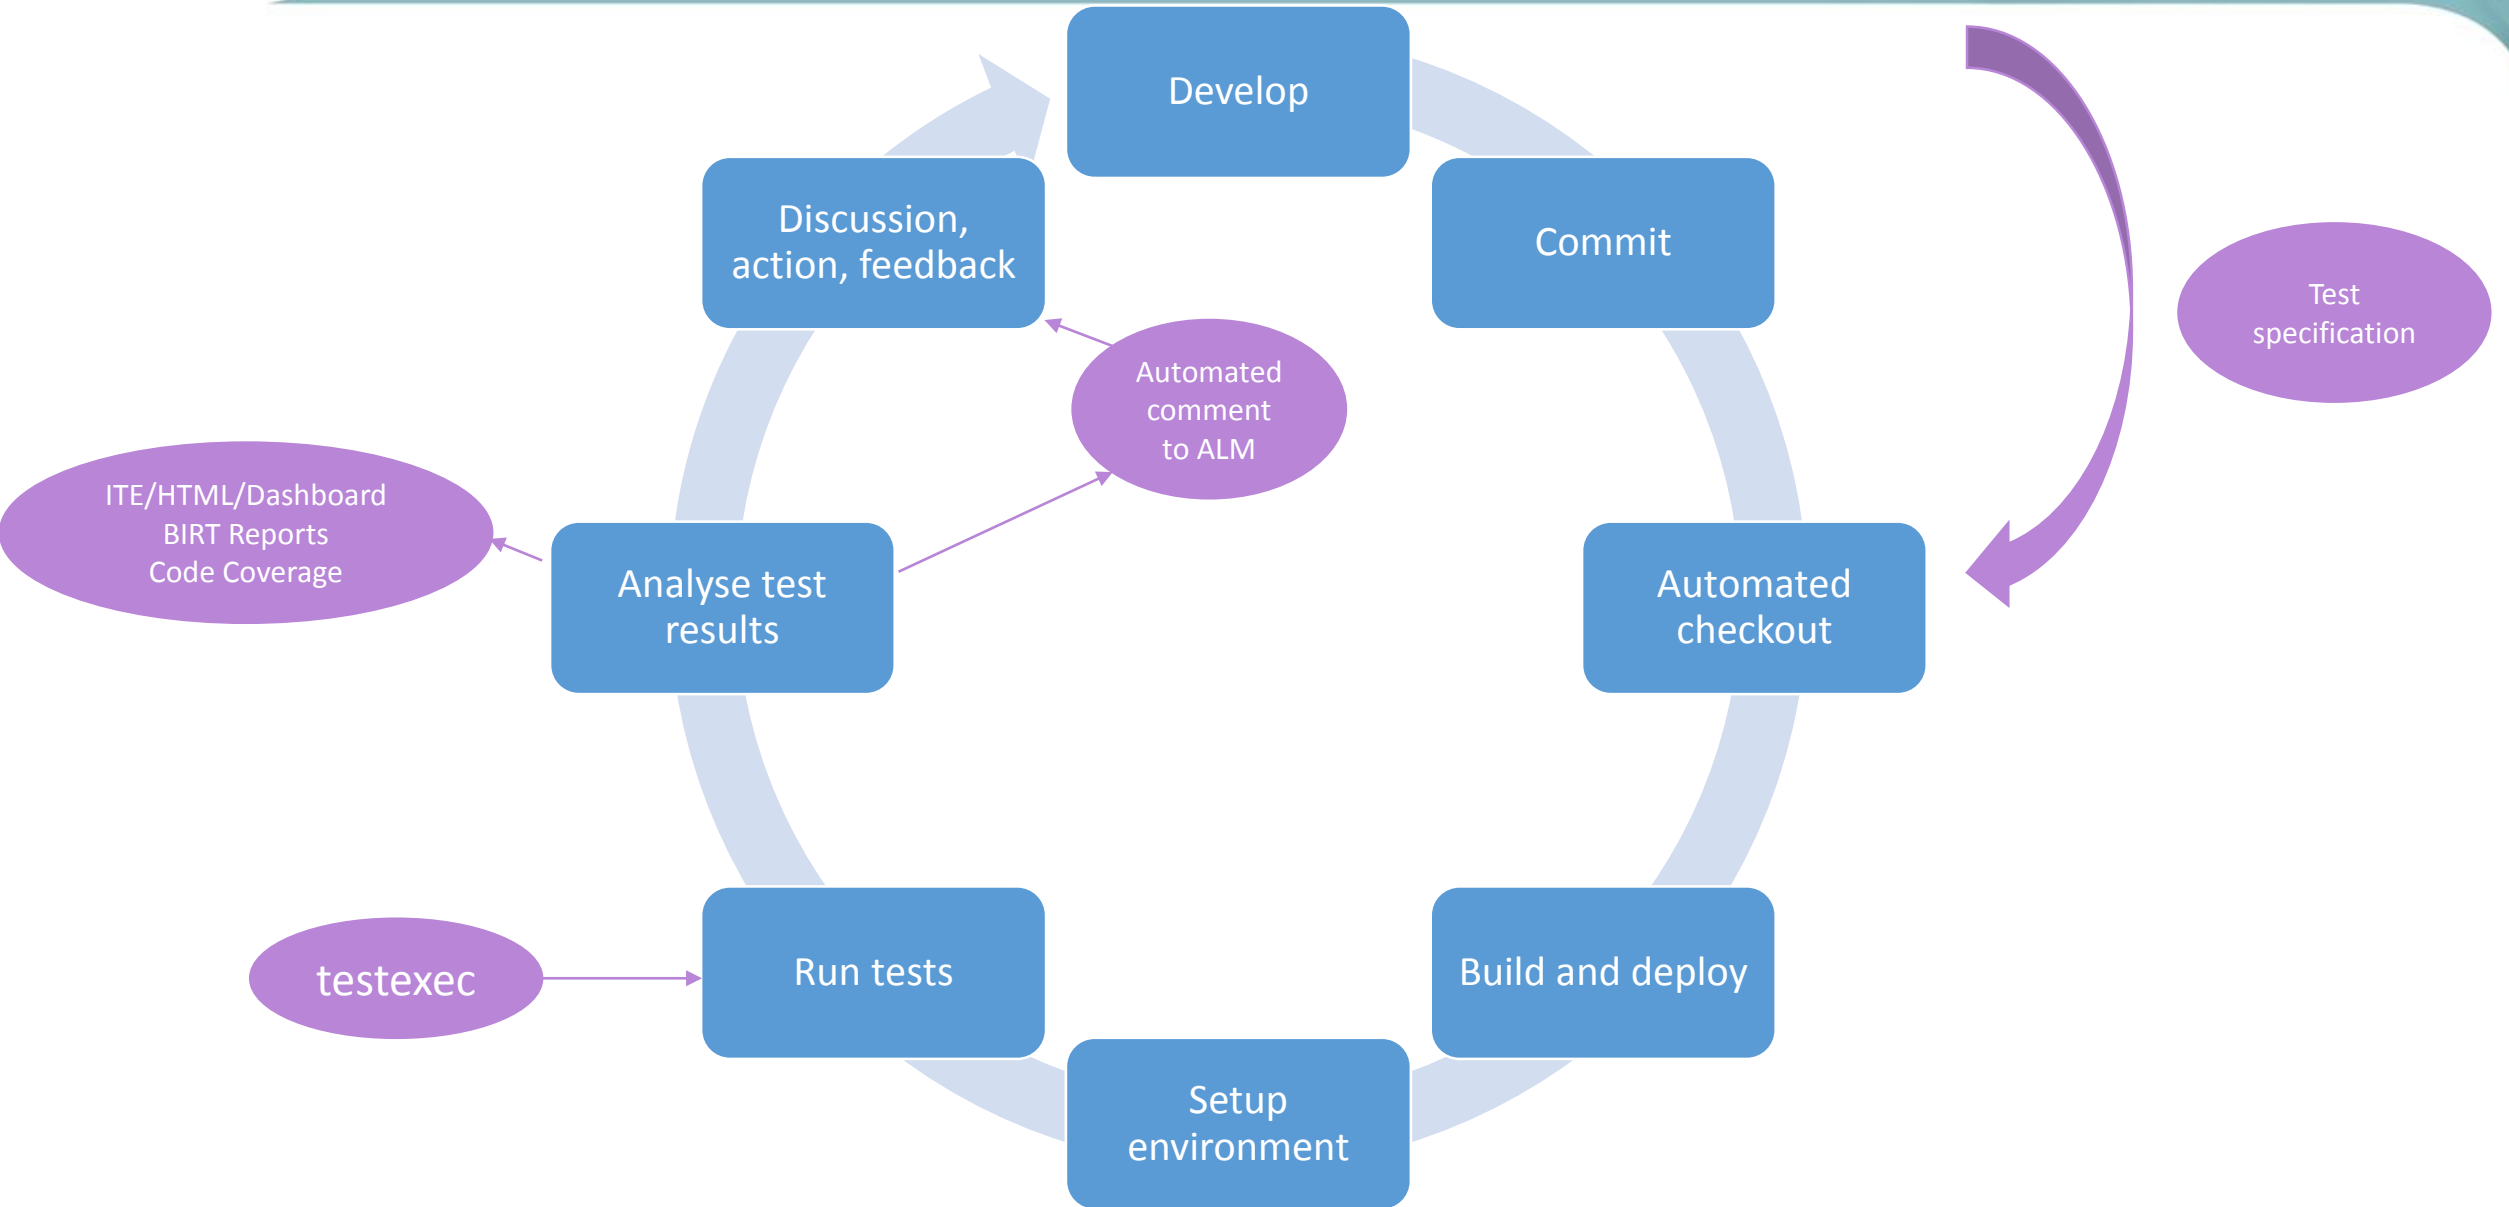 Develop
Commit
Discussion,
action, feedback
Test
specification
Automated
comment
to ALM
ITE/HTML/Dashboard
BIRT Reports
Code Coverage
Analyse test
results
Automated
checkout
testexec
Run tests
Build and deploy
Setup
environment